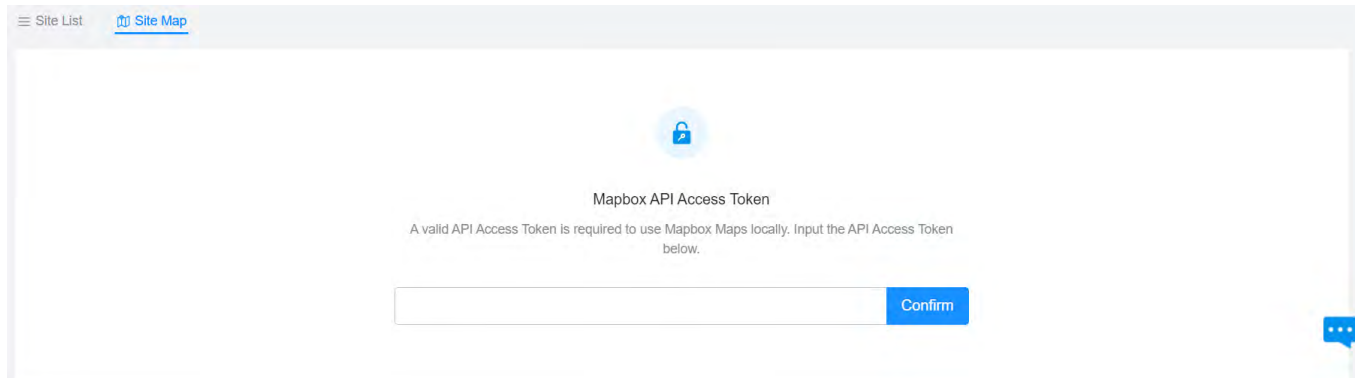 Site List
Site Map
Mapbox API Access Token
A valid API Access Token is required to use Mapbox Maps locally. Input the API Access Token
below.
Confirm